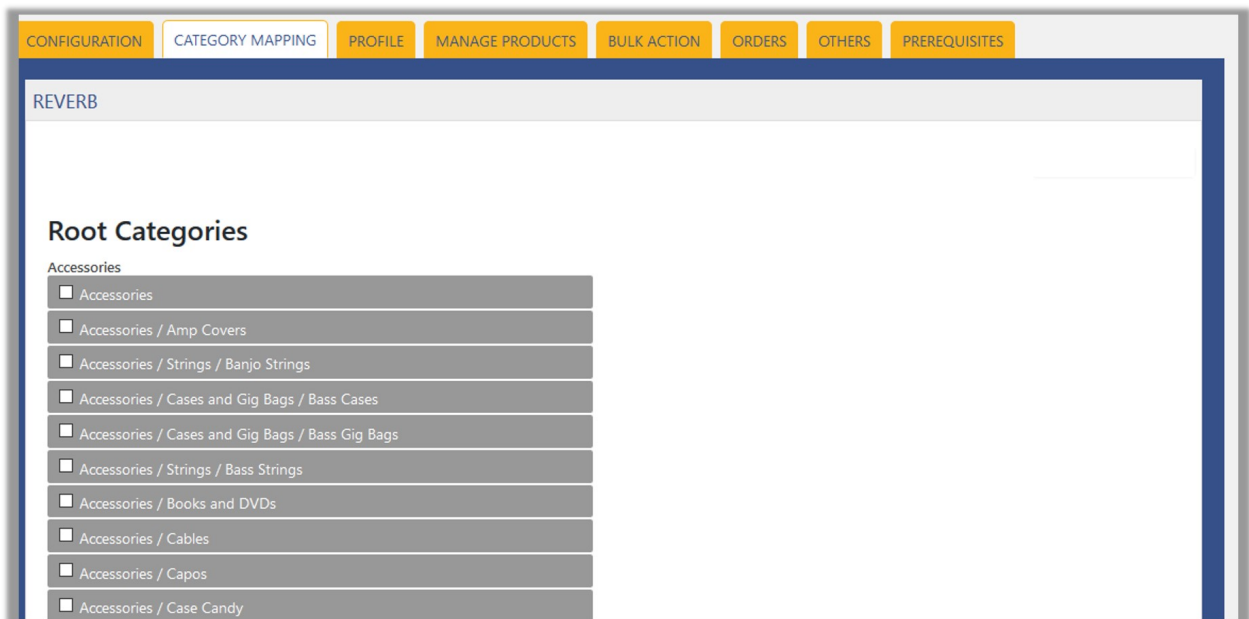 CONFIGURATION CATEGORY MAPPING PROFILE MANAGE PRODUCTS BULK ACTION ORDERS OTHERS PREREQUISITES
REVERB
Root Categories
Accessories
Accessories
Accessories / Amp Covers
Accessories / Strings / Banjo Strings
Accessories / Cases and Gig Bags / Bass Cases
Accessories / Cases and Gig Bags / Bass Gig Bags
Accessories / Strings / Bass Strings
Accessories / Books and DVDs
Accessories / Cables
Accessories / Capos
Accessories / Case Candy